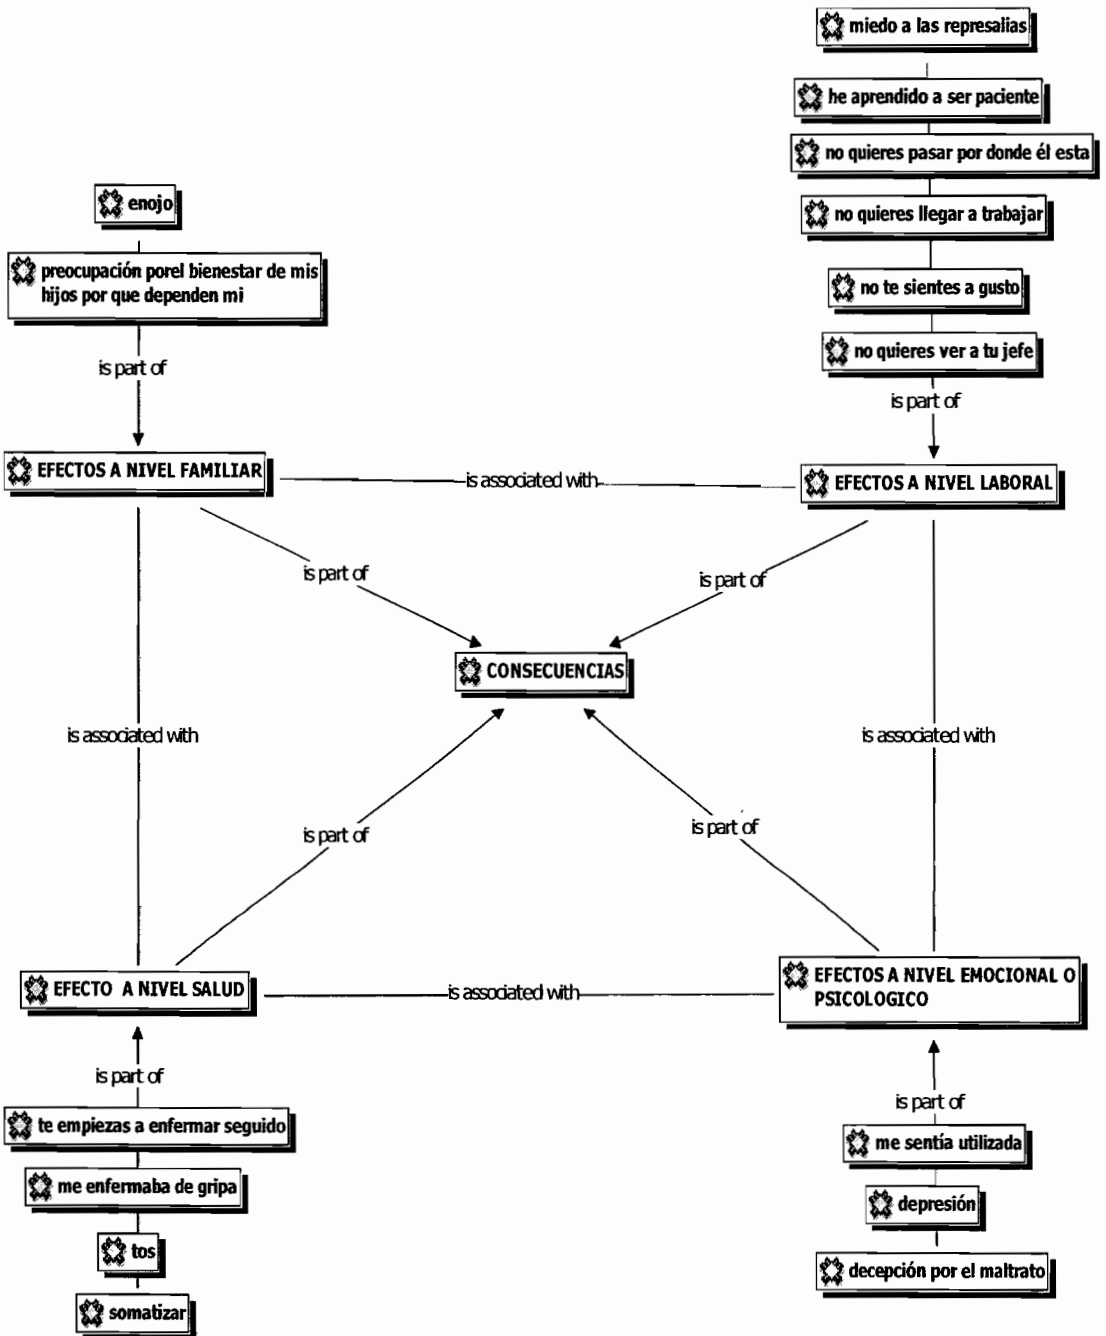 miedo a las represalias
he aprendido a ser paciente
no quieres pasar por donde él esta
no quieres llegar a trabajar
no te sientes a gusto
no quieres ver a tu jefe
is part of
enojo
preocupación porel bienestar de mis
hijos por que dependen mi
is part of
EFECTOS A NIVEL FAMILIAR
is associated with
EFECTOS A NIVEL LABORAL
is part of
is part of
CONSECUENCIAS
is associated with
is associated with
is part of
is part of
EFECTO A NIVEL SALUD
is associated with
EFECTOS A NIVEL EMOCIONAL O
PSICOLOGICO
is part of
te empiezas a enfermar seguido
me enfermaba de gripa
tos
somatizar
is part of
me sentía utilizada
depresión
decepción por el maltrato